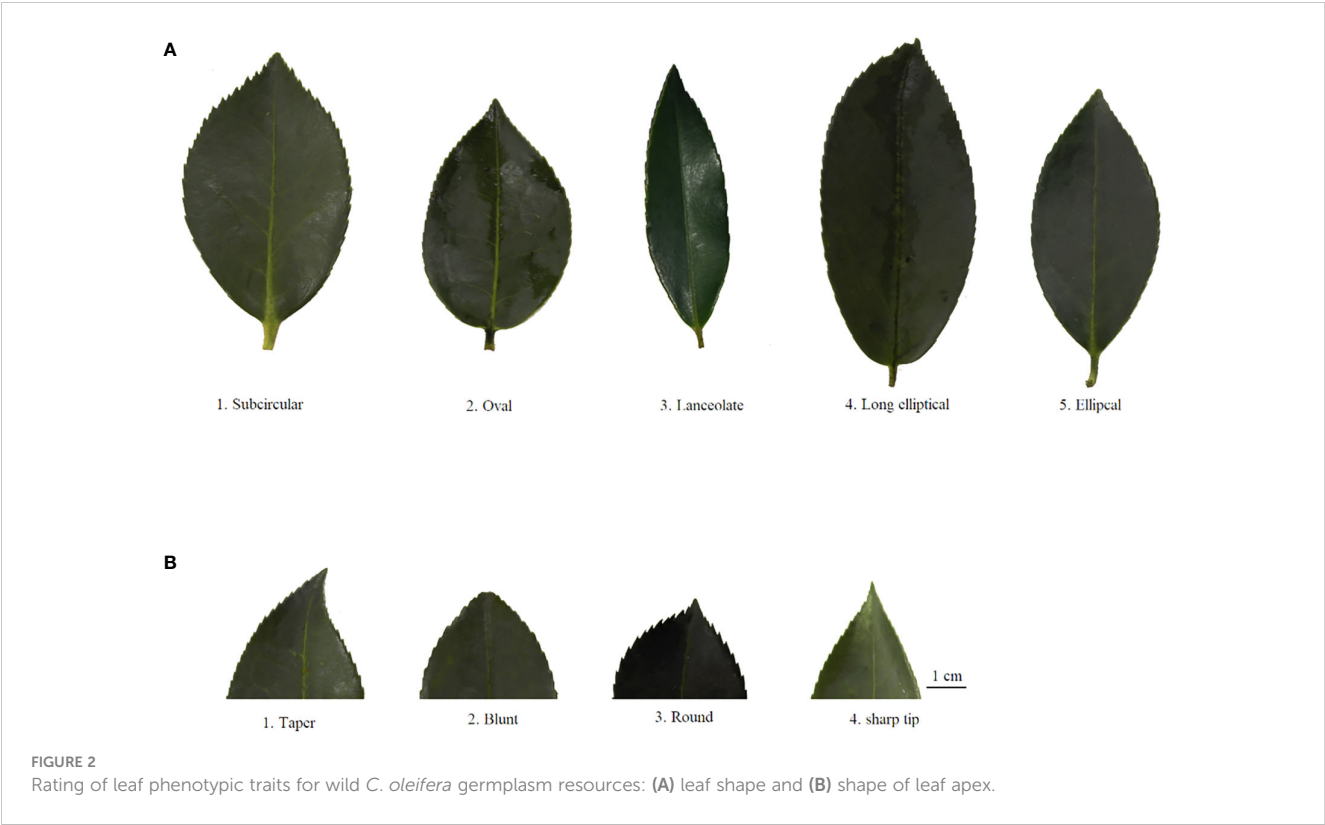 A
1. Subcircular
2. Oval
3. Lanceolate
4. Long elliptical
5. Ellipcal
B
1 cm
1. Taper
2. Blunt
3. Round
4. sharp tip
FIGURE 2
Rating of leaf phenotypic traits for wild C. oleifera germplasm resources: (A) leaf shape and (B) shape of leaf apex.